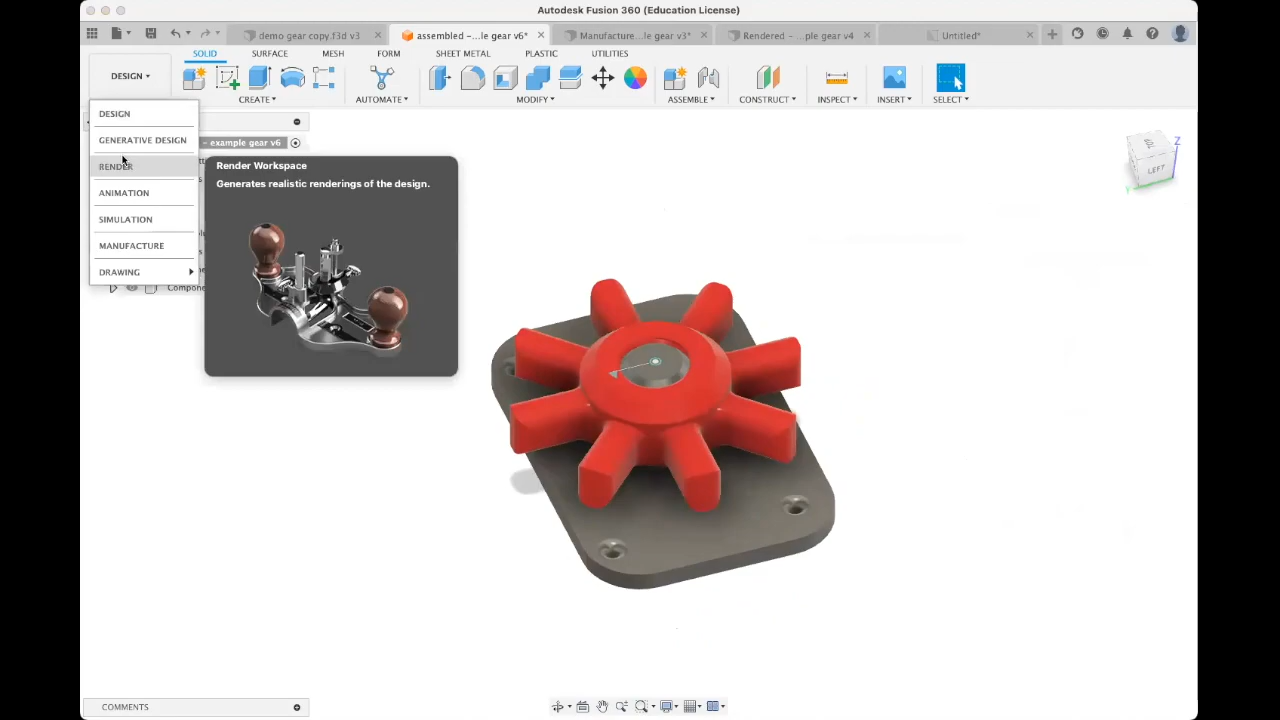 Autodesk Fusion 360 (Education License)
demo gear copy.f3d v3
assembled -...le gear v6*
Manufacture...le gear v3*
Rendered - ...ple gear v4
Untitled*
SOLID
SURFACE
MESH
FORM
SHEET METAL
PLASTIC
UTILITIES
DESIGN
CREATE
AUTOMATE
MODIFY
ASSEMBLE
CONSTRUCT
INSPECT
INSERT
SELECT
DESIGN
- example gear v6
GENERATIVE DESIGN
RENDER
ANIMATION
SIMULATION
MANUFACTURE
DRAWING
Render Workspace
Generates realistic renderings of the design.
LEFT
Z
Y
COMMENTS